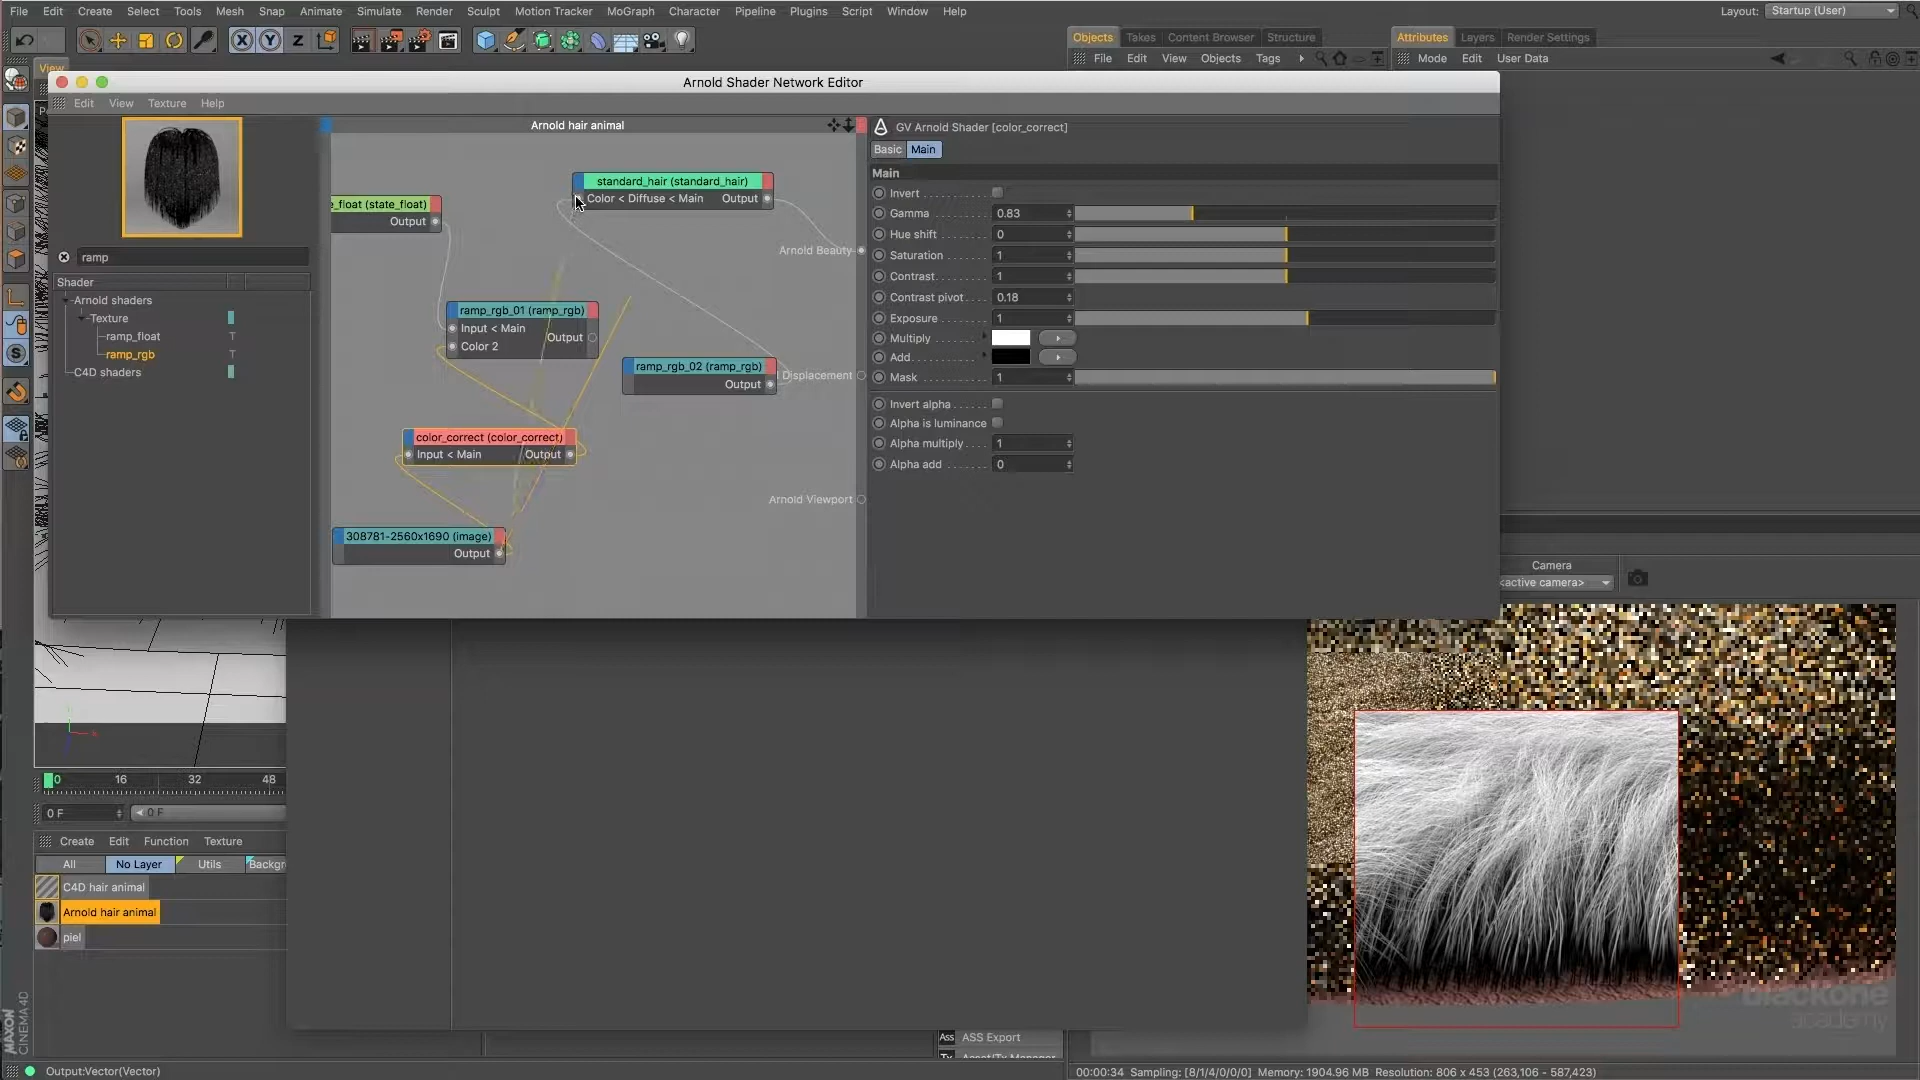 File Edit Create Select Tools Mesh Snap Animate Simulate Render Sculpt Motion Tracker MoGraph Character Pipeline Plugins Script Window Help
Layout: Startup (User)
X Y Z
Objects Takes Content Browser Structure
Attributes Layers Render Settings
File Edit View Objects Tags
Mode Edit User Data
View
Arnold Shader Network Editor
Edit View Texture Help
Arnold hair animal
ramp
Shader
Arnold shaders
Texture
ramp_float T
ramp_rgb T
C4D shaders
standard_hair (standard_hair)
Color < Diffuse < Main Output
e_float (state_float)
Output
Arnold Beauty
ramp_rgb_01 (ramp_rgb)
Input < Main
Output
Color 2
ramp_rgb_02 (ramp_rgb)
Output
Displacement
color_correct (color_correct)
Input < Main Output
Arnold Viewport
308781-2560x1690 (image)
Output
GV Arnold Shader [color_correct]
Basic Main
Main
Invert
Gamma 0.83
Hue shift 0
Saturation 1
Contrast 1
Contrast pivot 0.18
Exposure 1
Multiply
Add
Mask 1
Invert alpha
Alpha is luminance
Alpha multiply 1
Alpha add 0
Camera
<active camera>
0 16 32 48
0 F
0 F
Create Edit Function Texture
All No Layer Utils Backgr
C4D hair animal
Arnold hair animal
piel
MAXON
CINEMA 4D
Ass ASS Export
Tx Asset/Tx Manager
blackone
academy
Output:Vector(Vector)
00:00:34 Sampling: [8/1/4/0/0/0] Memory: 1904.96 MB Resolution: 806 x 453 (263,106 - 587,423)